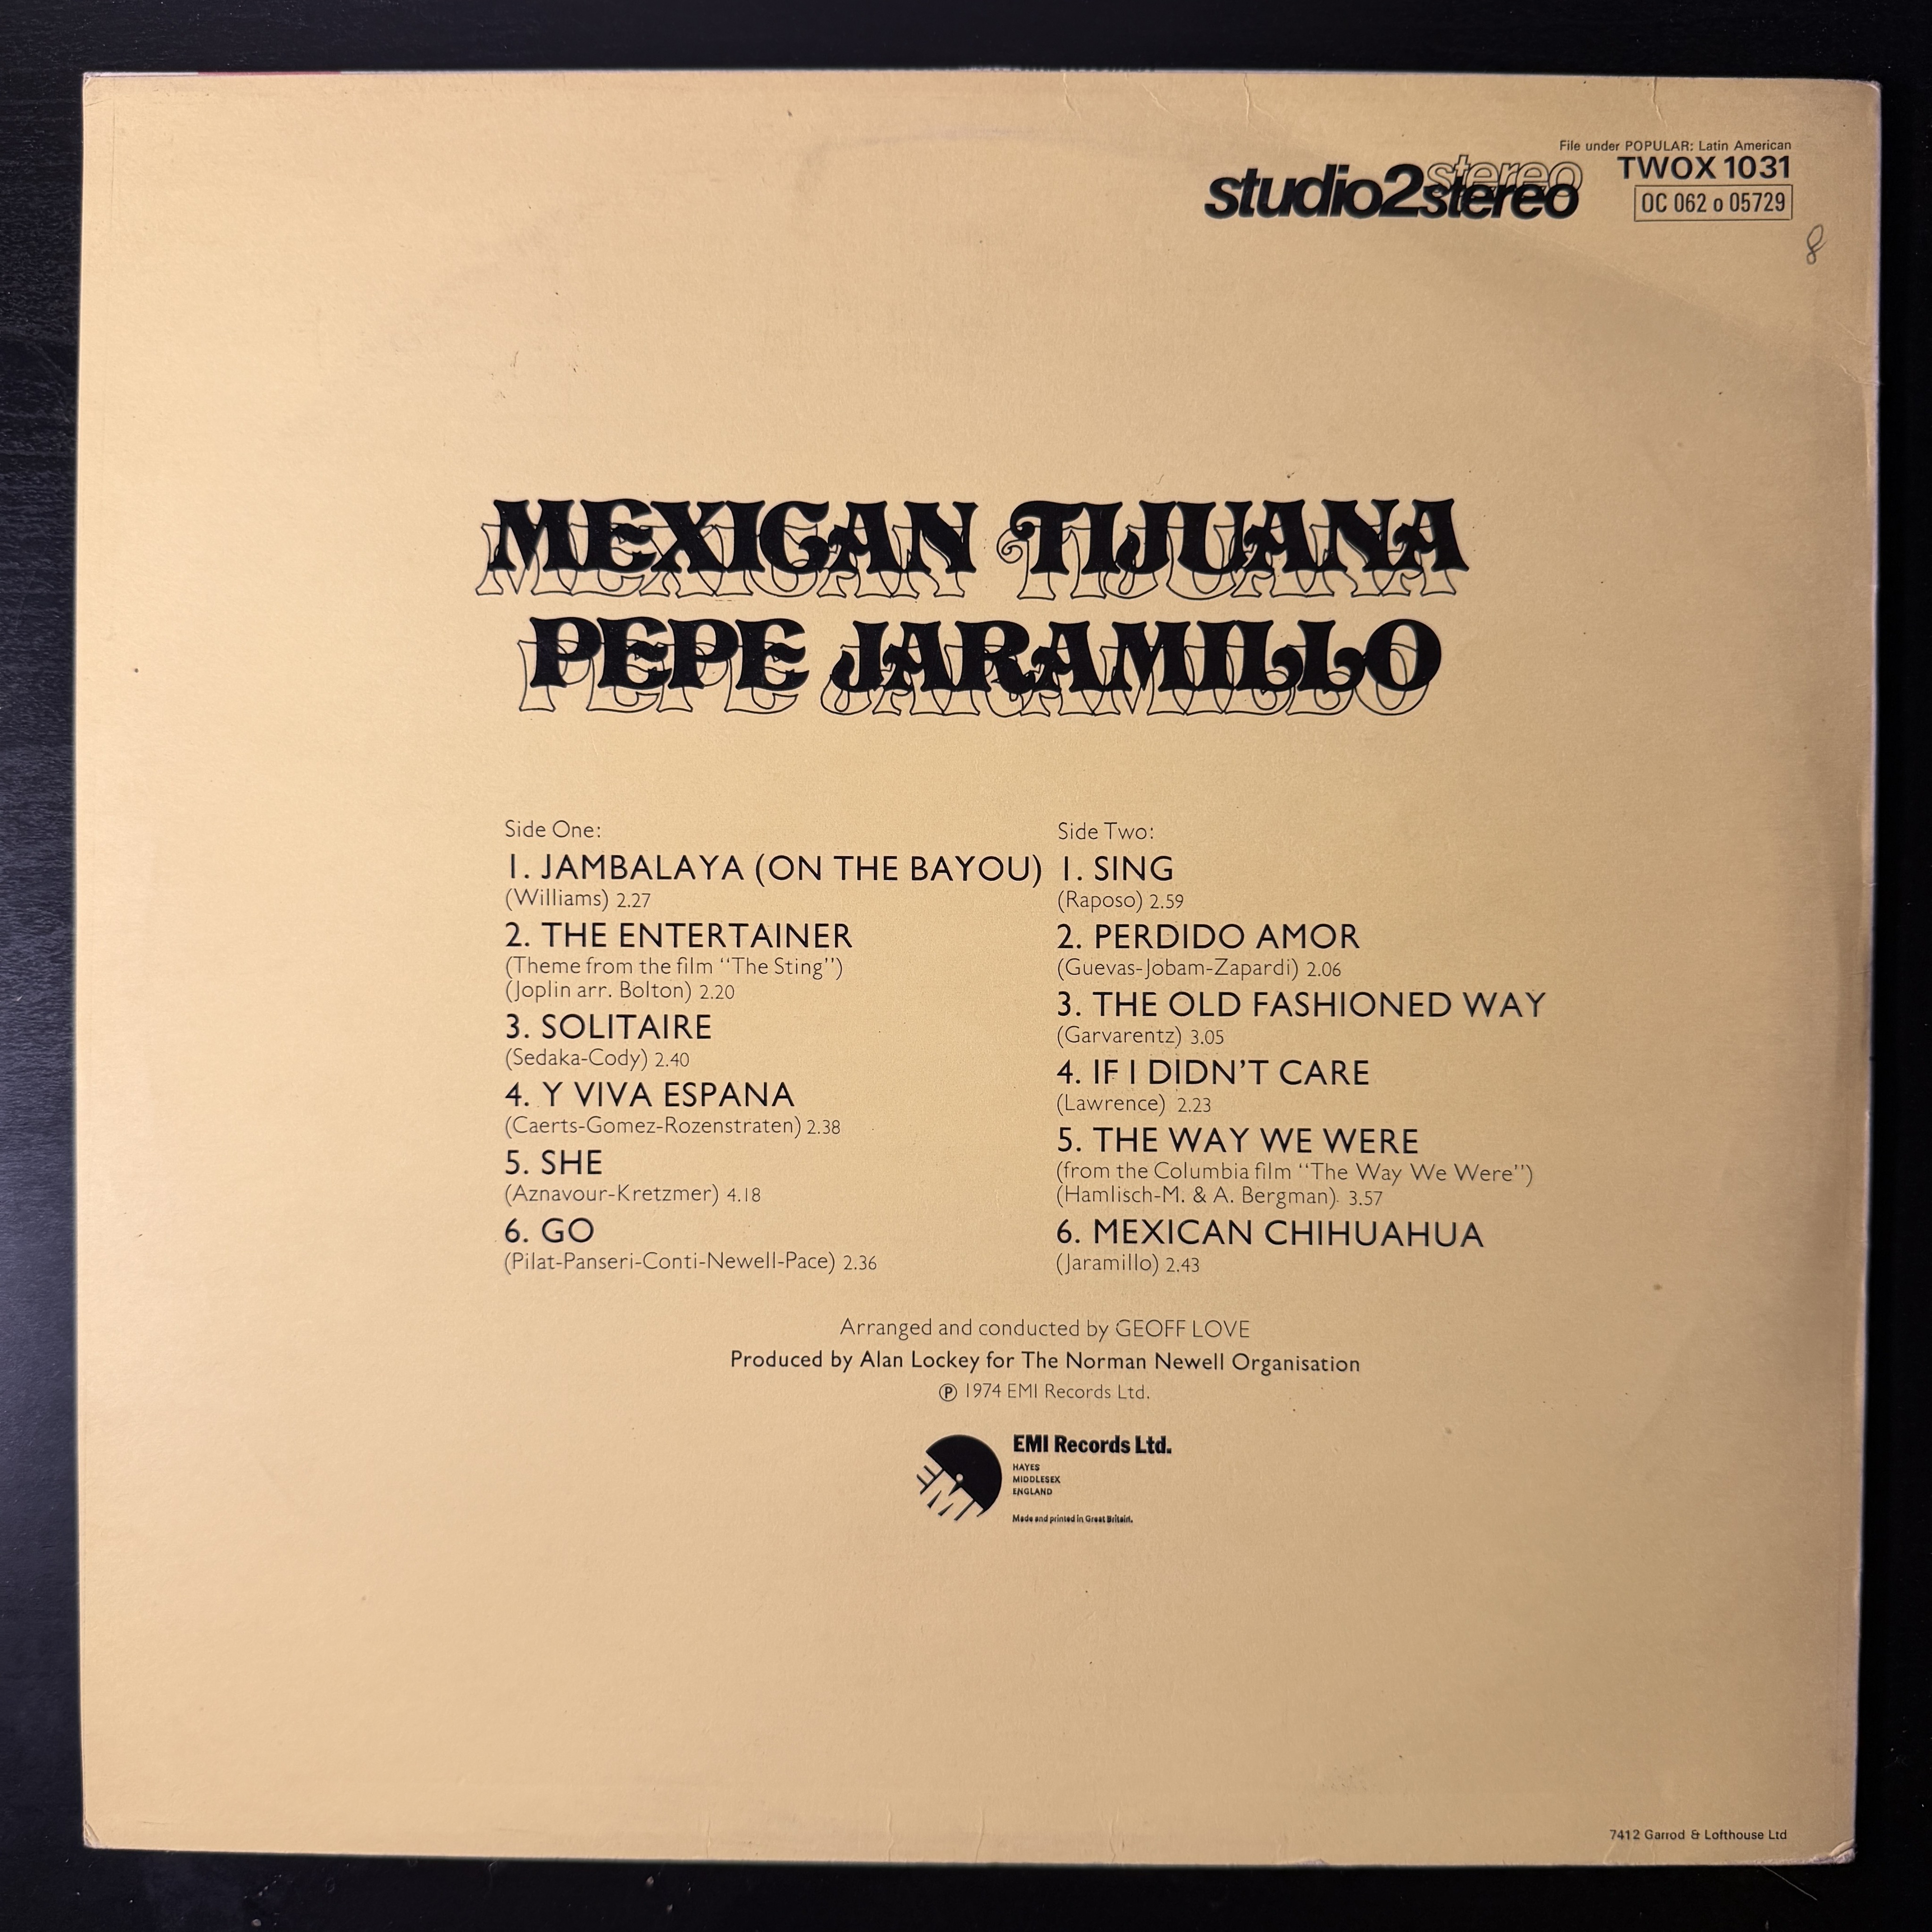 File under POPULAR: Latin American
studio2stereo TWOX 1031
stereo
OC 062 o 05729
8
MEXICAN TIJUANA
PEPE JARAMILLO
Side One:
1. JAMBALAYA (ON THE BAYOU)
(Williams) 2.27
2. THE ENTERTAINER
(Theme from the film “The Sting”)
(Joplin arr. Bolton) 2.20
3. SOLITAIRE
(Sedaka-Cody) 2.40
4. Y VIVA ESPANA
(Caerts-Gomez-Rozenstraten) 2.38
5. SHE
(Aznavour-Kretzmer) 4.18
6. GO
(Pilat-Panseri-Conti-Newell-Pace) 2.36
Side Two:
1. SING
(Raposo) 2.59
2. PERDIDO AMOR
(Guevas-Jobam-Zapardi) 2.06
3. THE OLD FASHIONED WAY
(Garvarentz) 3.05
4. IF I DIDN’T CARE
(Lawrence) 2.23
5. THE WAY WE WERE
(from the Columbia film “The Way We Were”)
(Hamlisch-M. & A. Bergman) 3.57
6. MEXICAN CHIHUAHUA
(Jaramillo) 2.43
Arranged and conducted by GEOFF LOVE
Produced by Alan Lockey for The Norman Newell Organisation
℗ 1974 EMI Records Ltd.
EMI
EMI Records Ltd.
HAYES
MIDDLESEX
ENGLAND
Made and printed in Great Britain.
7412 Garrod & Lofthouse Ltd